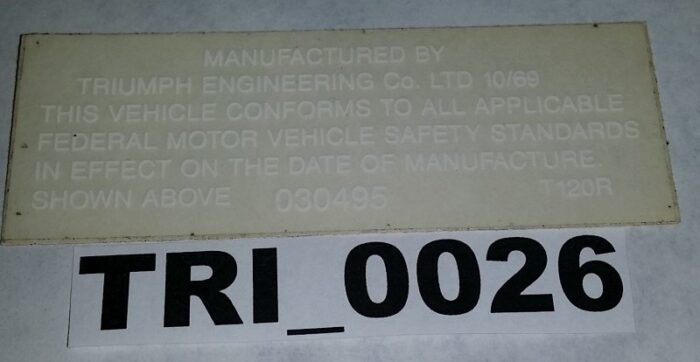 MANUFACTURED BY
TRIUMPH ENGINEERING Co. LTD 10/69
THIS VEHICLE CONFORMS TO ALL APPLICABLE
FEDERAL MOTOR VEHICLE SAFETY STANDARDS
IN EFFECT ON THE DATE OF MANUFACTURE.
SHOWN ABOVE 030495 T120R
TRI_0026